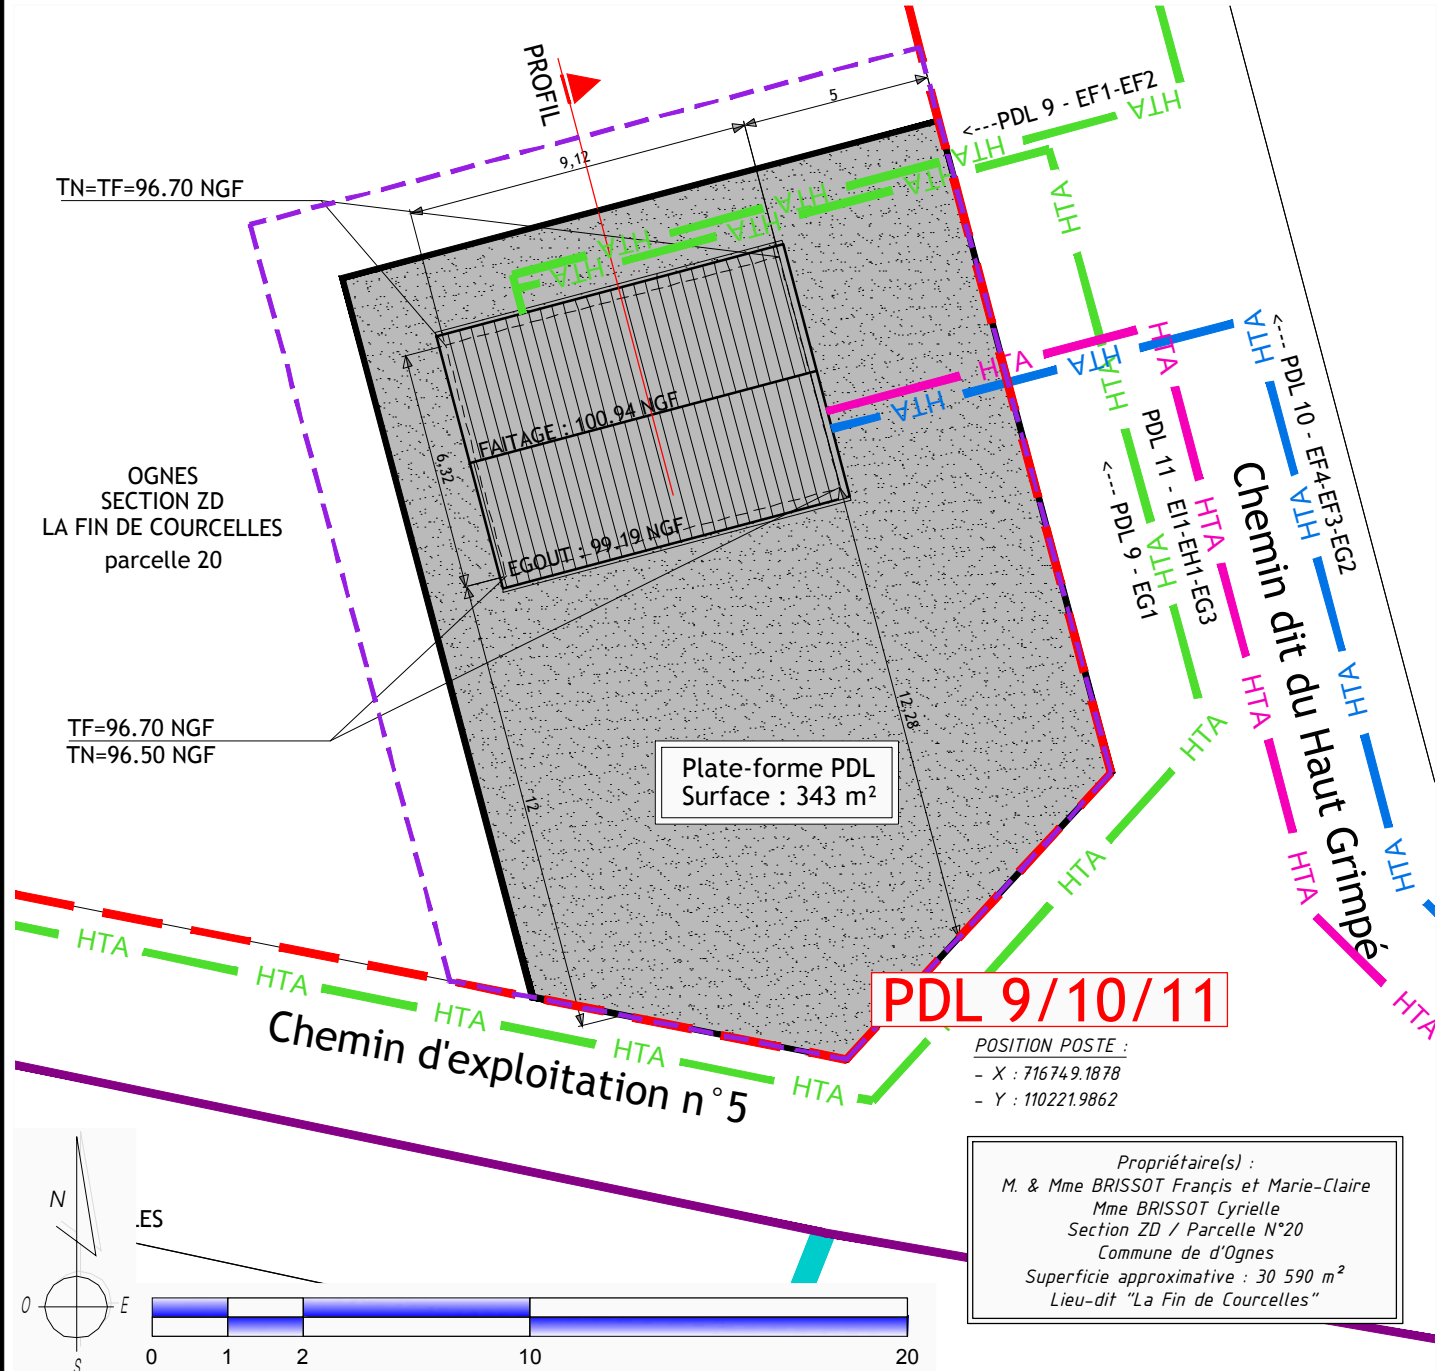 PROFIL
5
9,12
<---PDL 9 - EF1-EF2
HTA
HTA
HTA
HTA
HTA
HTA
HTA
HTA
TN=TF=96.70 NGF
HTA
HTA
HTA
HTA
HTA
HTA
HTA
HTA
<--- PDL 10 - EF4-EF3-EG2
PDL 11 - EI1-EH1-EG3
<--- PDL 9 - EG1
FAITAGE : 100.94 NGF
6,32
EGOUT : 99.19 NGF
OGNES
SECTION ZD
LA FIN DE COURCELLES
parcelle 20
HTA
HTA
HTA
Chemin dit du Haut Grimpé
HTA
HTA
HTA
HTA
HTA
HTA
HTA
HTA
TF=96.70 NGF
TN=96.50 NGF
12,28
12
Plate-forme PDL
Surface : 343 m²
HTA
HTA
HTA
HTA
HTA
Chemin d'exploitation n°5
PDL 9/10/11
POSITION POSTE :
- X : 716749.1878
- Y : 110221.9862
Propriétaire(s) :
M. & Mme BRISSOT Françis et Marie-Claire
Mme BRISSOT Cyrielle
Section ZD / Parcelle N°20
Commune de d'Ognes
Superficie approximative : 30 590 m²
Lieu-dit "La Fin de Courcelles"
LES
N
O
E
S
0 1 2 10 20